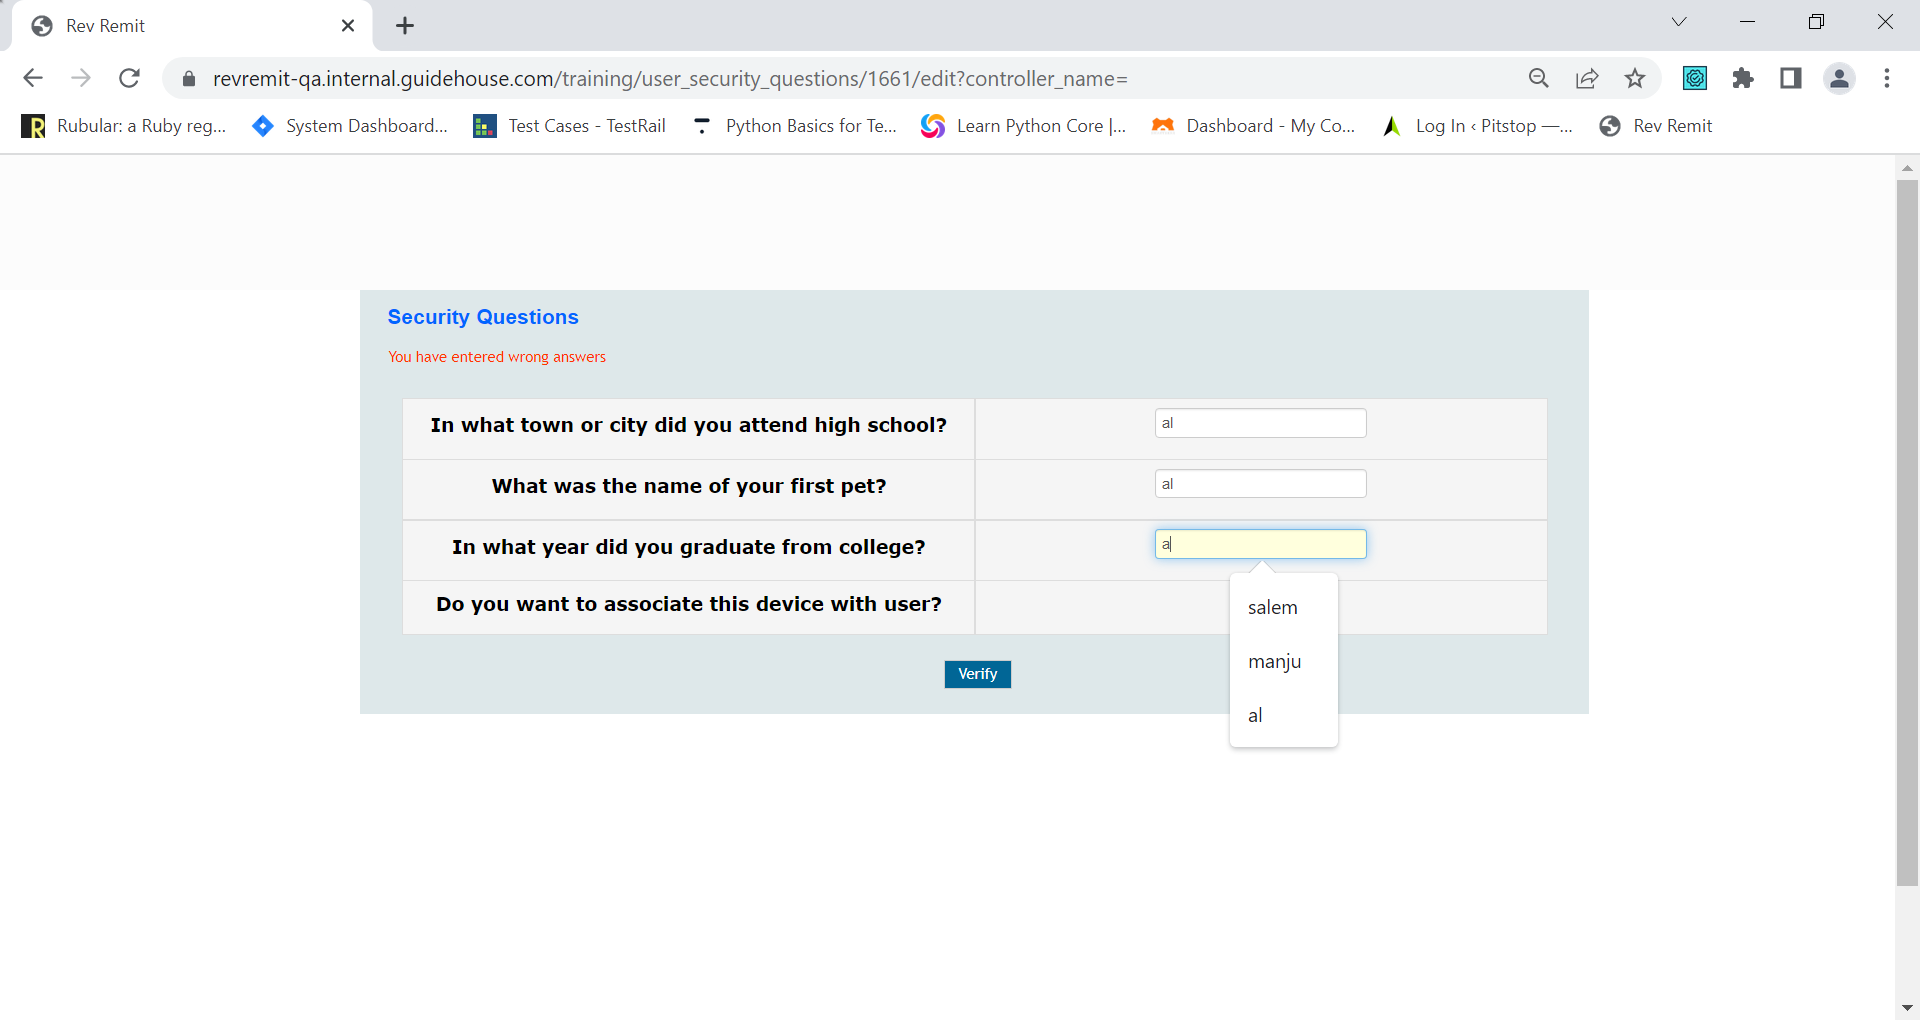 Rev Remit
revremit-qa.internal.guidehouse.com/training/user_security_questions/1661/edit?controller_name=
Rubular: a Ruby reg... System Dashboard... Test Cases - TestRail Python Basics for Te... Learn Python Core |... Dashboard - My Co... Log In ‹ Pitstop —... Rev Remit
Security Questions
You have entered wrong answers
In what town or city did you attend high school? al
What was the name of your first pet? al
In what year did you graduate from college? a
Do you want to associate this device with user?
salem
manju
al
Verify